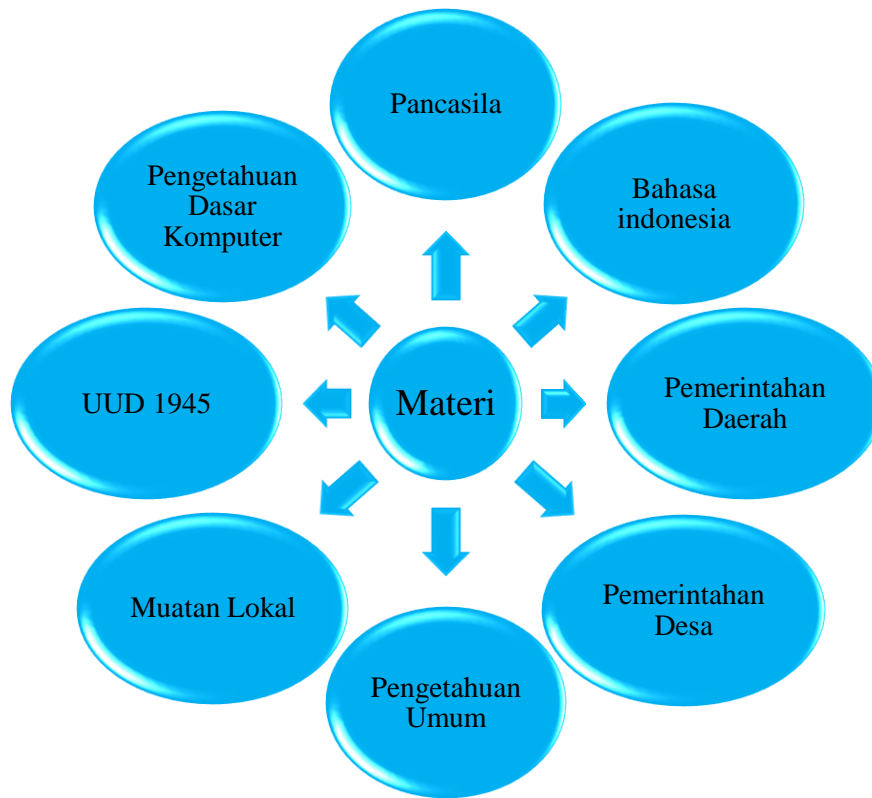 Pancasila
Bahasa
indonesia
Pemerintahan
Daerah
Pemerintahan
Desa
Pengetahuan
Umum
Muatan Lokal
UUD 1945
Pengetahuan
Dasar
Komputer
Materi